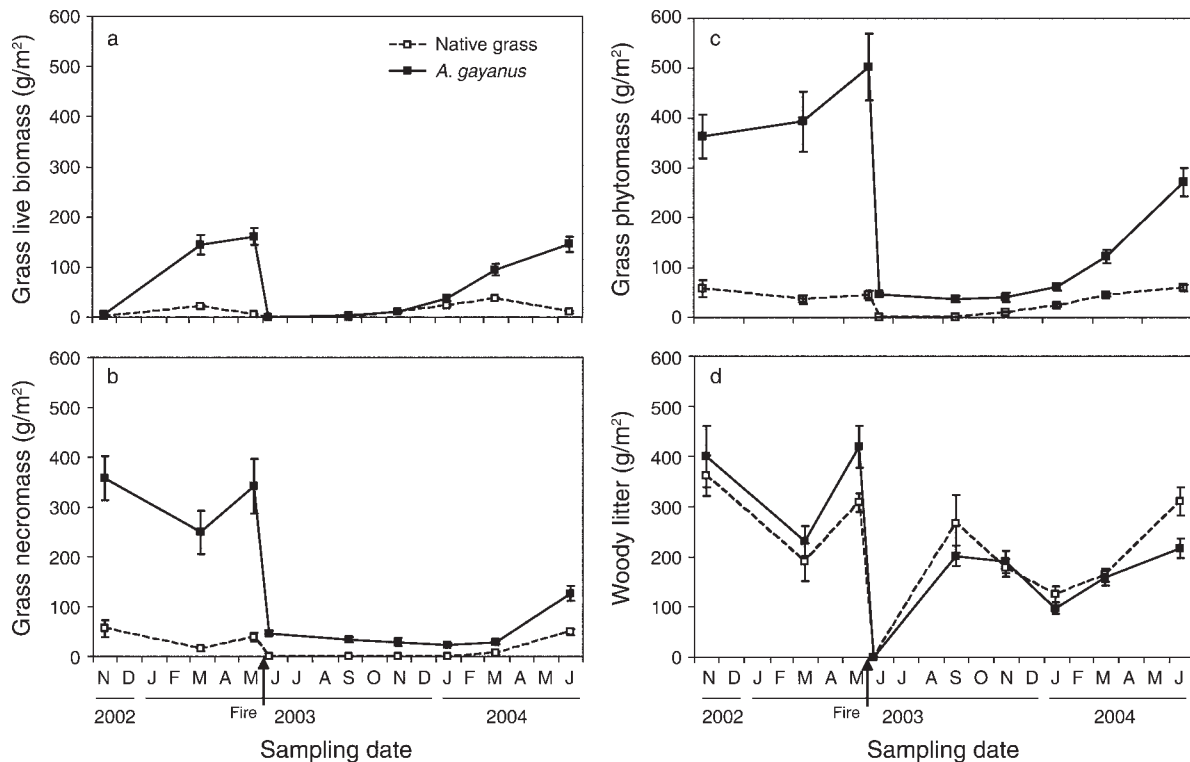 a
Native grass
A. gayanus
Grass live biomass (g/m²)
600
500
400
300
200
100
0
b
Grass necromass (g/m²)
600
500
400
300
200
100
0
N D J F M A M J J A S O N D J F M A M J
2002 Fire 2003 2004
Sampling date
c
Grass phytomass (g/m²)
600
500
400
300
200
100
0
d
Woody litter (g/m²)
600
500
400
300
200
100
0
N D J F M A M J J A S O N D J F M A M J
2002 Fire 2003 2004
Sampling date